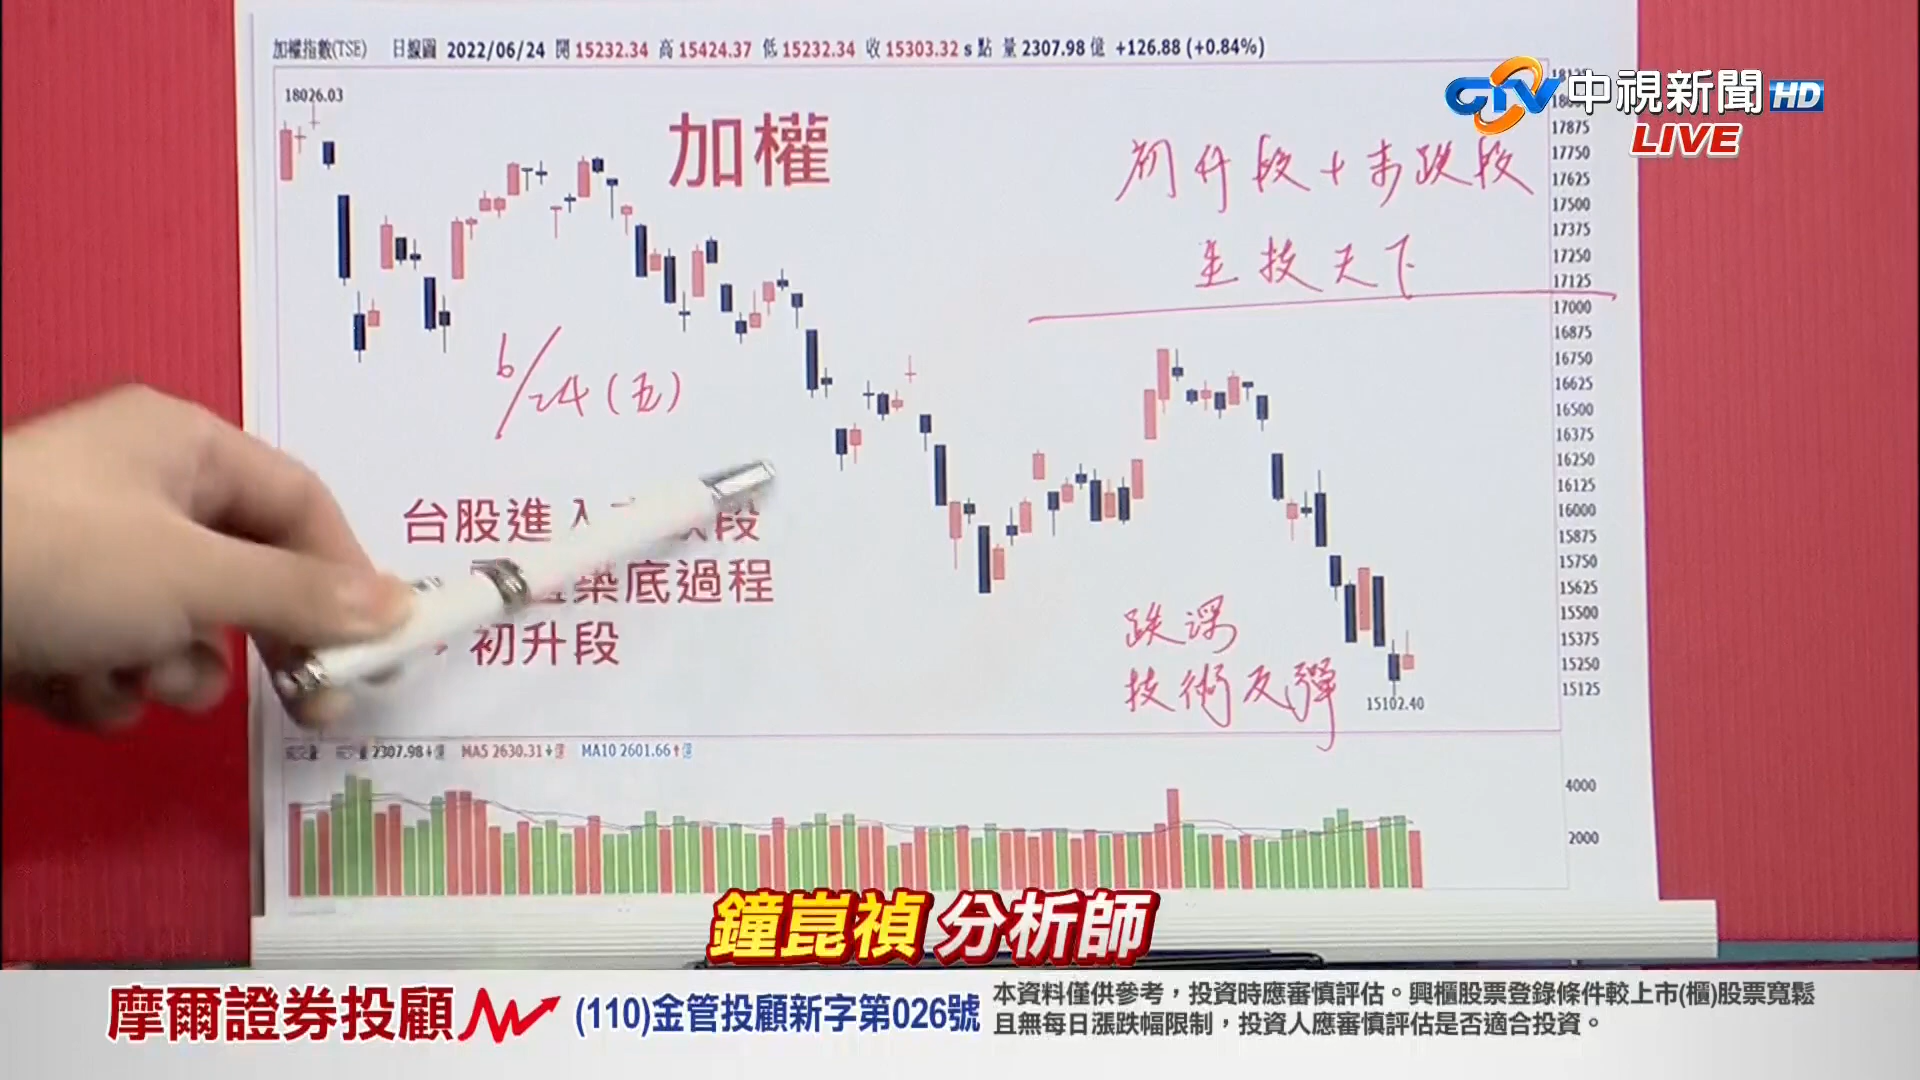 加權指數(TSE) 日線圖 2022/06/24 開 15232.34 高 15424.37 低 15232.34 收 15303.32 s 點 量 2307.98 億 +126.88 (+0.84%)
18026.03
加權
初升段+末跌段
主技天下
6/24(五)
台股進入 段
築底過程
初升段
跌深
技術反彈
15102.40
CTV 中視新聞 HD
LIVE
17875
17750
17625
17500
17375
17250
17125
17000
16875
16750
16625
16500
16375
16250
16125
16000
15875
15750
15625
15500
15375
15250
15125
2307.98↓億 MA5 2630.31↓億 MA10 2601.66↑億
4000
2000
鐘崑禎 分析師
摩爾證券投顧 (110)金管投顧新字第026號
本資料僅供參考，投資時應審慎評估。興櫃股票登錄條件較上市(櫃)股票寬鬆
且無每日漲跌幅限制，投資人應審慎評估是否適合投資。